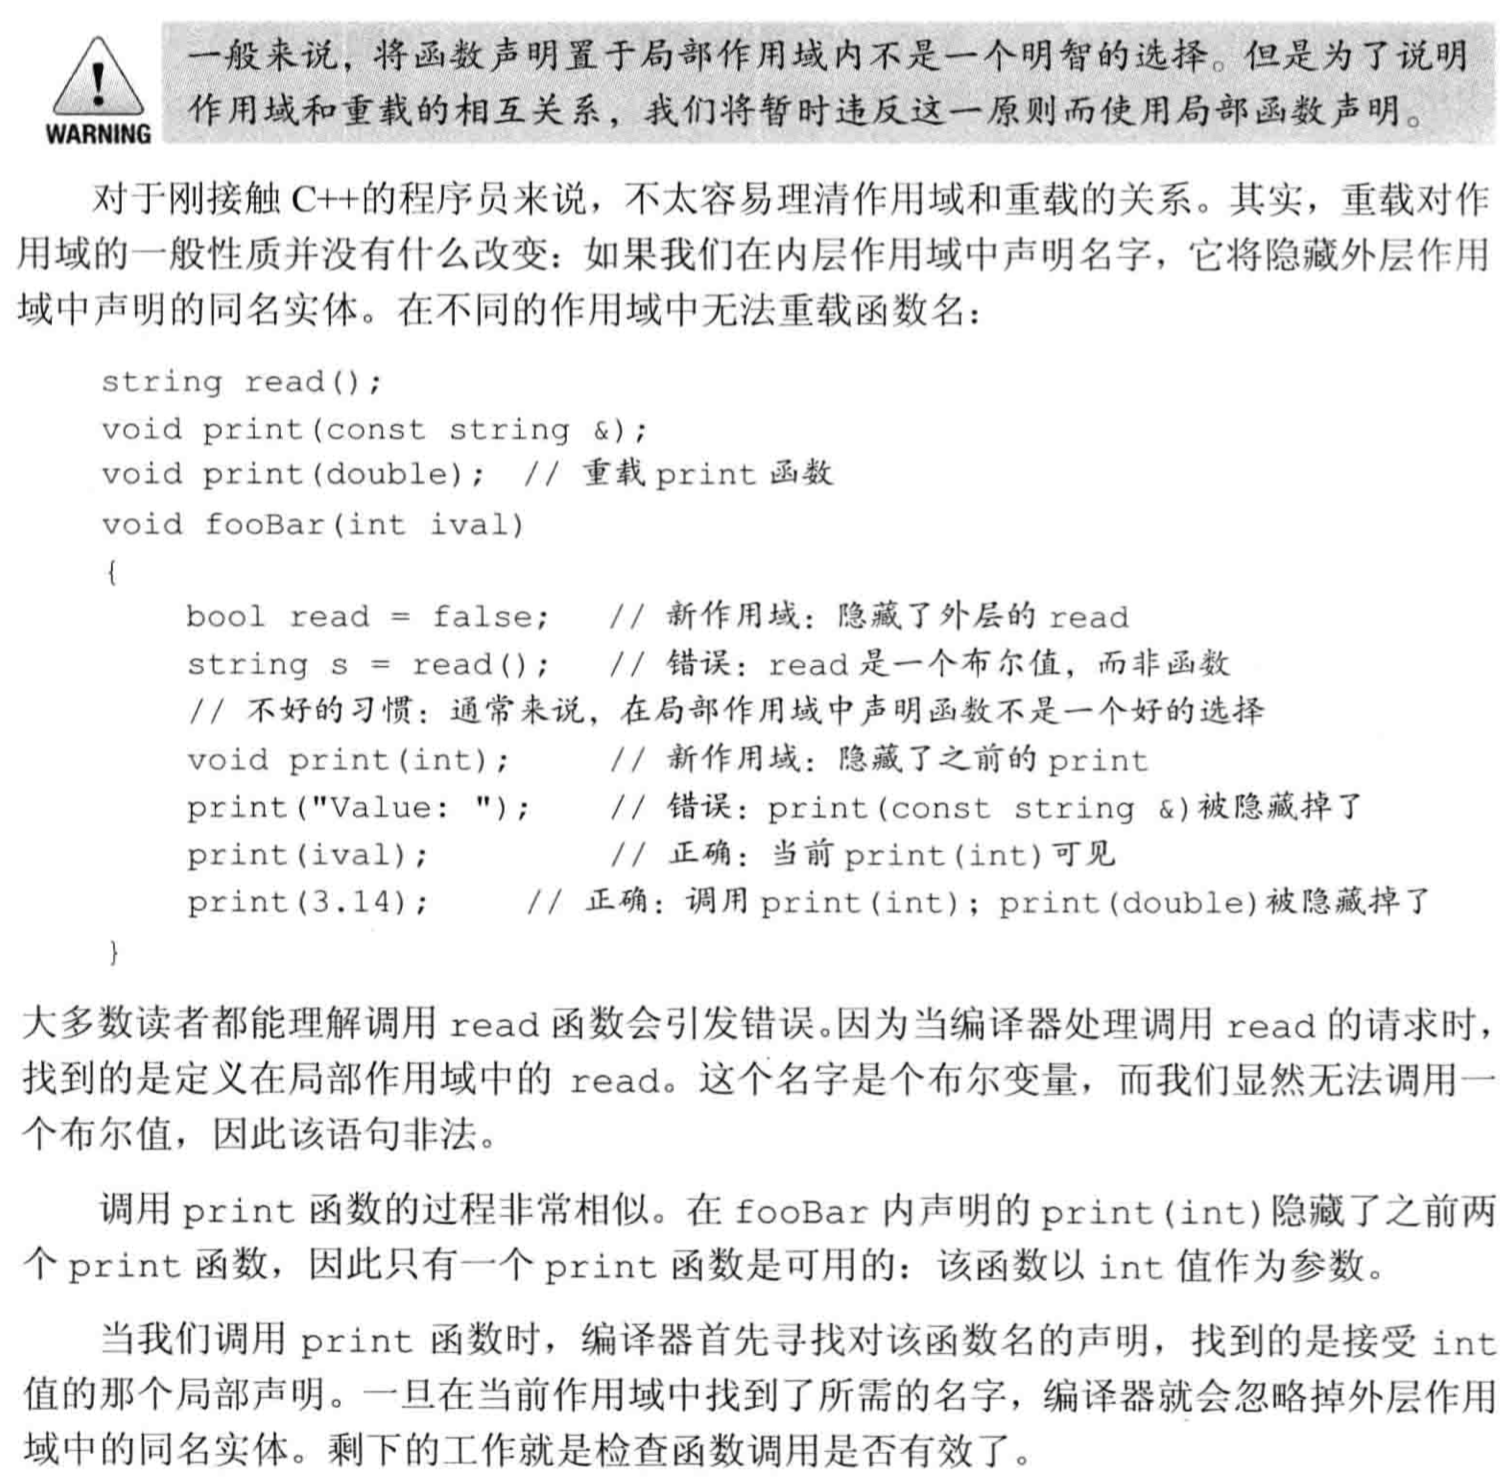 WARNING
一般来说，将函数声明置于局部作用域内不是一个明智的选择。但是为了说明
作用域和重载的相互关系，我们将暂时违反这一原则而使用局部函数声明。
对于刚接触 C++的程序员来说，不太容易理清作用域和重载的关系。其实，重载对作
用域的一般性质并没有什么改变：如果我们在内层作用域中声明名字，它将隐藏外层作用
域中声明的同名实体。在不同的作用域中无法重载函数名：
string read();
void print(const string &);
void print(double); // 重载 print 函数
void fooBar(int ival)
{
bool read = false; // 新作用域：隐藏了外层的 read
string s = read(); // 错误：read 是一个布尔值，而非函数
// 不好的习惯：通常来说，在局部作用域中声明函数不是一个好的选择
void print(int); // 新作用域：隐藏了之前的 print
print("Value: "); // 错误：print(const string &)被隐藏掉了
print(ival); // 正确：当前 print(int)可见
print(3.14); // 正确：调用 print(int); print(double)被隐藏掉了
}
大多数读者都能理解调用 read 函数会引发错误。因为当编译器处理调用 read 的请求时，
找到的是定义在局部作用域中的 read。这个名字是个布尔变量，而我们显然无法调用一
个布尔值，因此该语句非法。
调用 print 函数的过程非常相似。在 fooBar 内声明的 print(int)隐藏了之前两
个 print 函数，因此只有一个 print 函数是可用的：该函数以 int 值作为参数。
当我们调用 print 函数时，编译器首先寻找对该函数名的声明，找到的是接受 int
值的那个局部声明。一旦在当前作用域中找到了所需的名字，编译器就会忽略掉外层作用
域中的同名实体。剩下的工作就是检查函数调用是否有效了。